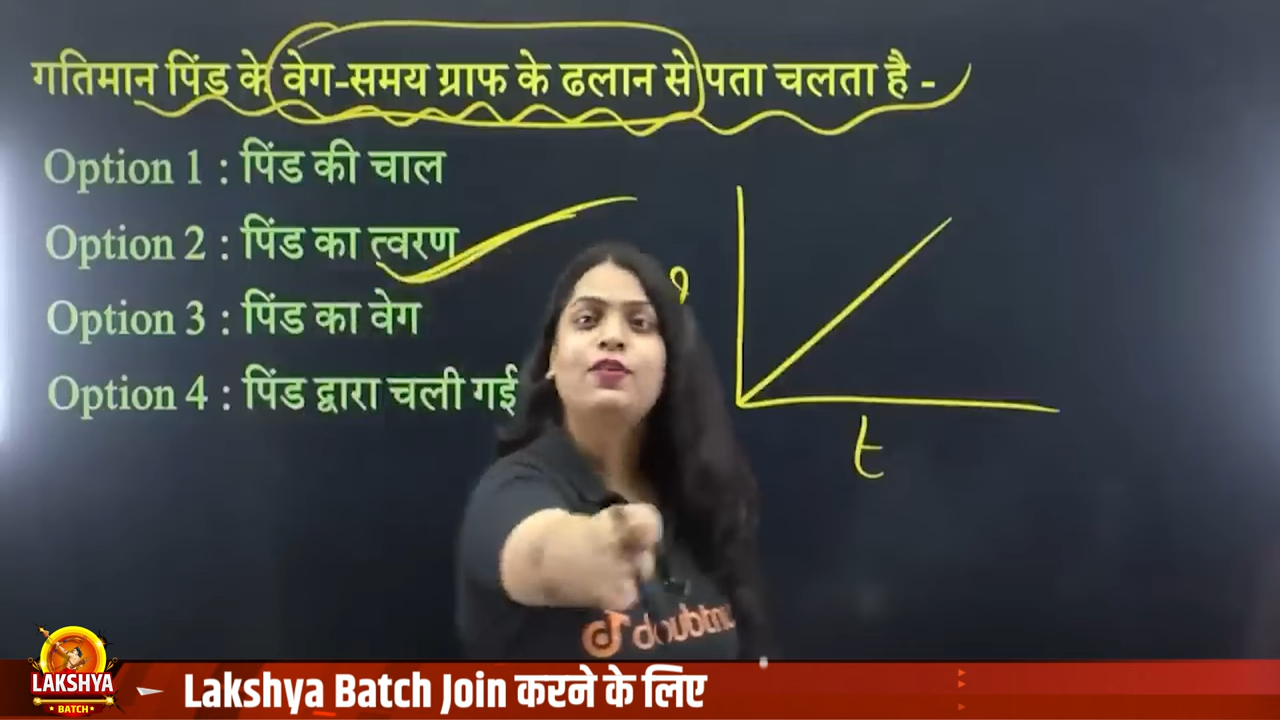 गतिमान पिंड के वेग-समय ग्राफ के ढलान से पता चलता है -
Option 1 : पिंड की चाल
Option 2 : पिंड का त्वरण
Option 3 : पिंड का वेग
Option 4 : पिंड द्वारा चली गई
t
doubtnu
LAKSHYA
BATCH
Lakshya Batch Join करने के लिए